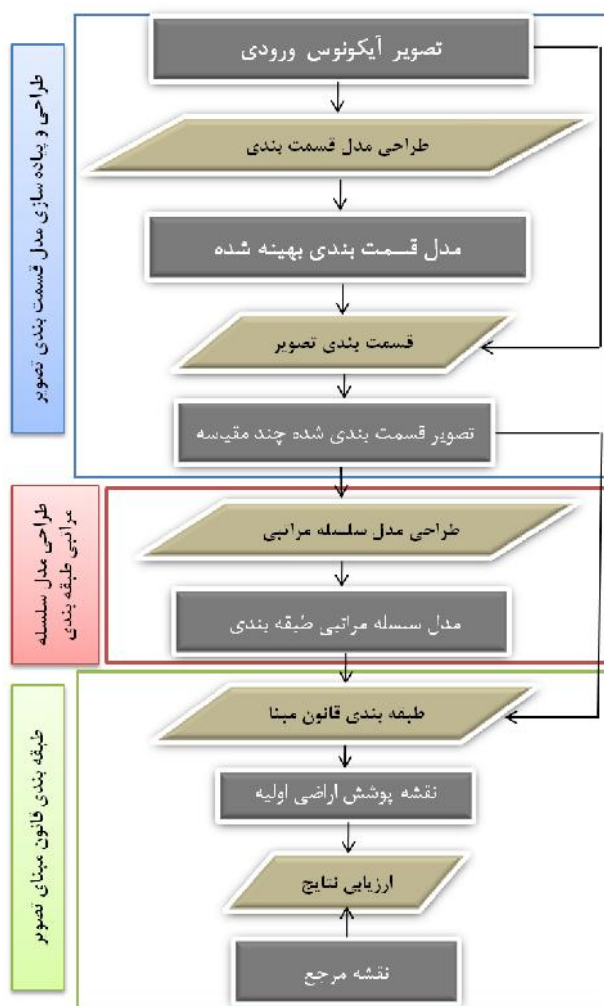 تصویر آیکونوس ورودی
طراحی مدل قسمت بندی
مدل قسمت بندی بهینه شده
قسمت بندی تصویر
تصویر قسمت بندی شده چند مقیاسه
طراحی و پیاده سازی مدل قسمت بندی تصویر
طراحی مدل سلسله مراتبی
مدل سسله مراتبی طبقه بندی
طراحی مدل سلسله
مراتبی طبقه بندی
طبقه بندی قانون مبنا
نقشه پوشش اراضی اولیه
ارزیابی نتایج
نقشه مرجع
طبقه بندی قانون مبنای تصویر